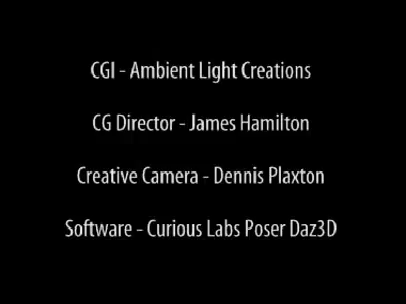 CGI - Ambient Light Creations
CG Director - James Hamilton
Creative Camera - Dennis Plaxton
Software - Curious Labs Poser Daz3D